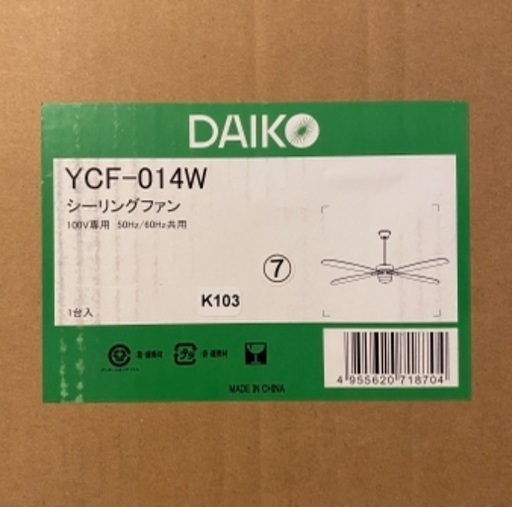 DAIKO
YCF-014W
シーリングファン
100V専用 50Hz/60Hz共用
⑦
K103
1台入
MADE IN CHINA
4 955620 718704